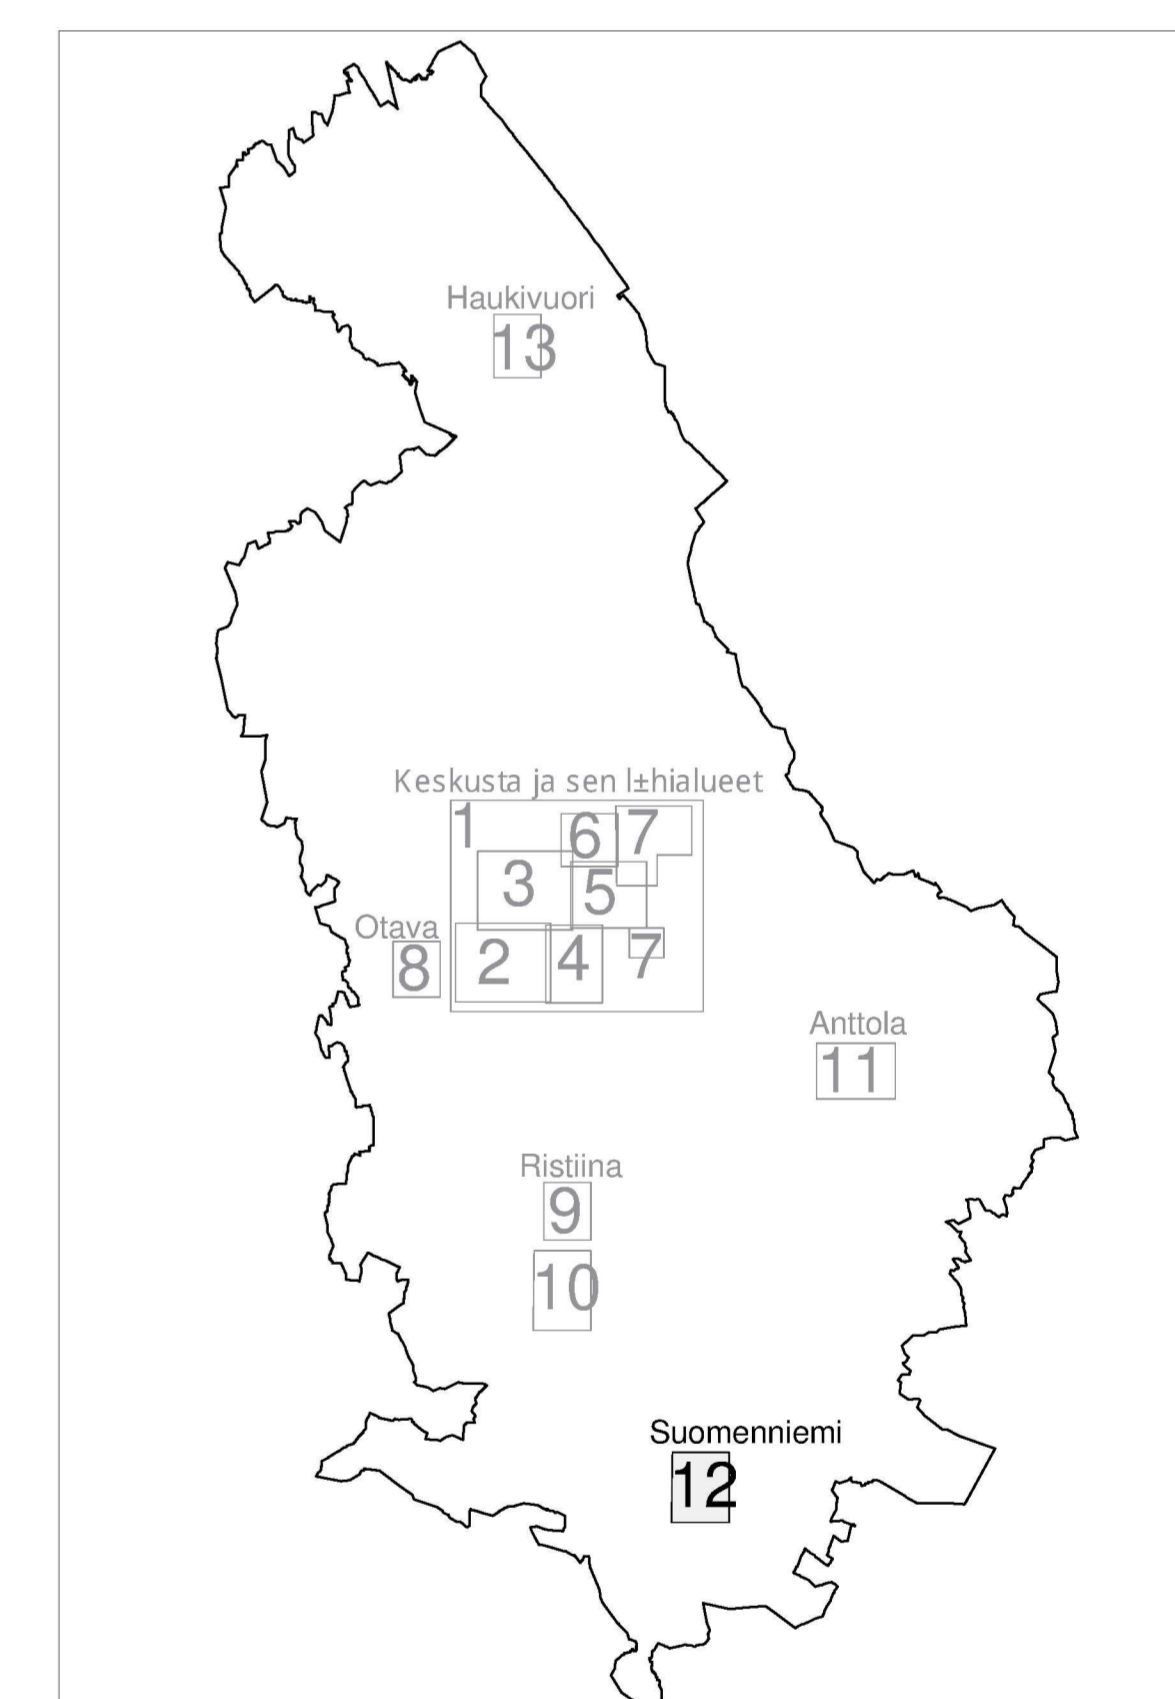 Haukivuori
13
Keskusta ja sen l±hialueet
1
6
7
3
5
Otava
8
2
4
7
Anttola
11
Ristiina
9
10
Suomenniemi
12